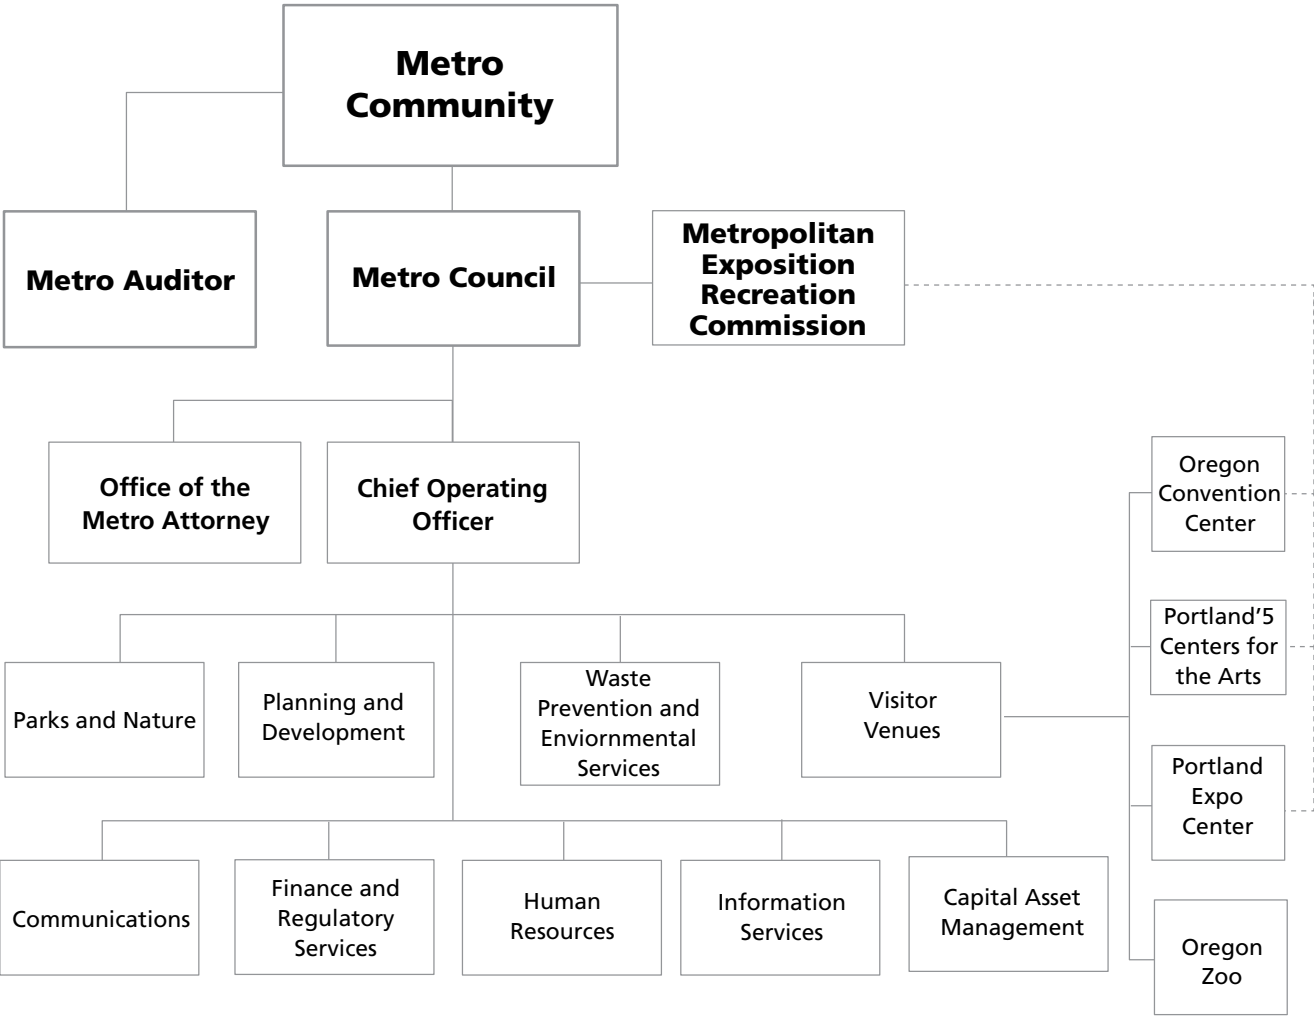 Metro
Community
Metro Auditor
Metro Council
Metropolitan
Exposition
Recreation
Commission
Office of the
Metro Attorney
Chief Operating
Officer
Parks and Nature
Planning and
Development
Waste
Prevention and
Enviornmental
Services
Visitor
Venues
Oregon
Convention
Center
Portland’5
Centers for
the Arts
Portland
Expo
Center
Oregon
Zoo
Communications
Finance and
Regulatory
Services
Human
Resources
Information
Services
Capital Asset
Management